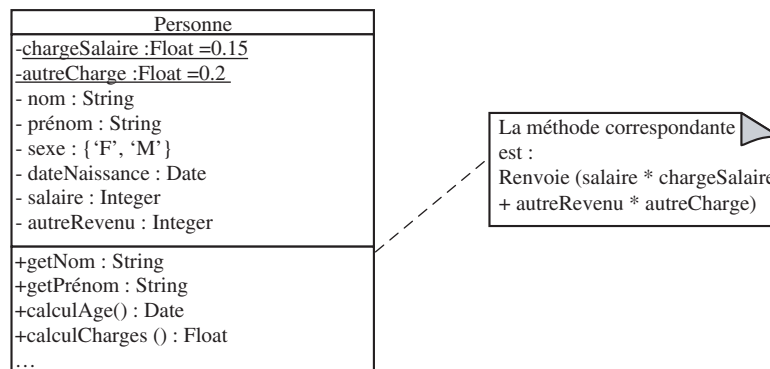 Personne
-chargeSalaire :Float =0.15
-autreCharge :Float =0.2
- nom : String
- prénom : String
- sexe : {‘F’, ‘M’}
- dateNaissance : Date
- salaire : Integer
- autreRevenu : Integer
+getNom : String
+getPrénom : String
+calculAge() : Date
+calculCharges () : Float
…
La méthode correspondante
est :
Renvoie (salaire * chargeSalaire
+ autreRevenu * autreCharge)